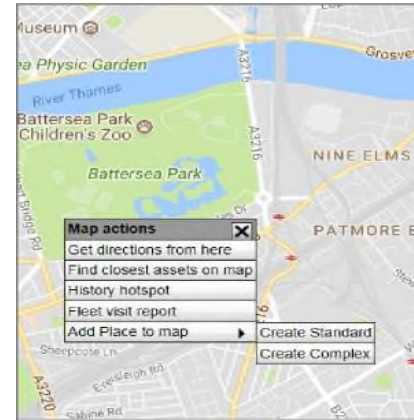 Museum
Grosve
ea Physic Garden
A3216
River Thames
Battersea Park
Children's Zoo
A3216
NINE ELMS
Battersea Park
Map actions
Get directions from here
PATMORE E
Find closest assets on map
History hotspot
Fleet visit report
Add Place to map
Create Standard
Create Complex
Sheepcote Ln
Eversleigh Rd
A3220
Sabine Rd